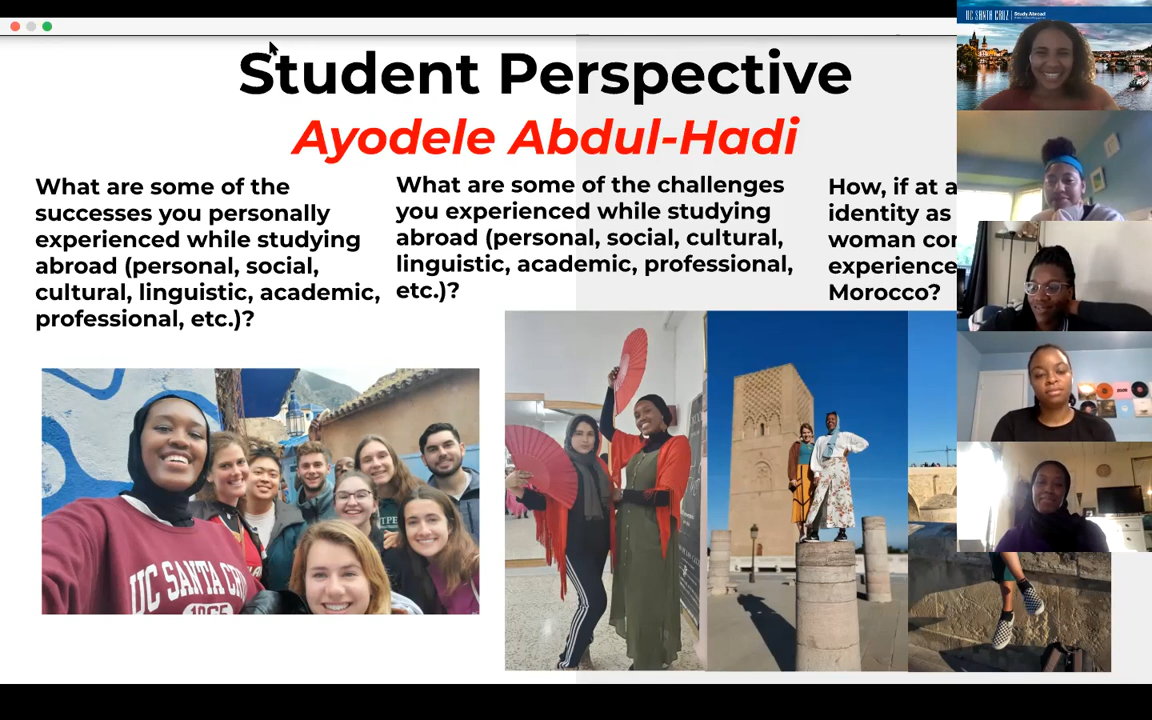 Student Perspective
Ayodele Abdul-Hadi
What are some of the
successes you personally
experienced while studying
abroad (personal, social,
cultural, linguistic, academic,
professional, etc.)?
What are some of the challenges
you experienced while studying
abroad (personal, social, cultural,
linguistic, academic, professional,
etc.)?
How, if at a
identity as
woman cor
experience
Morocco?
UC SANTA CRUZ
Study Abroad
UC SANTA CR
1965